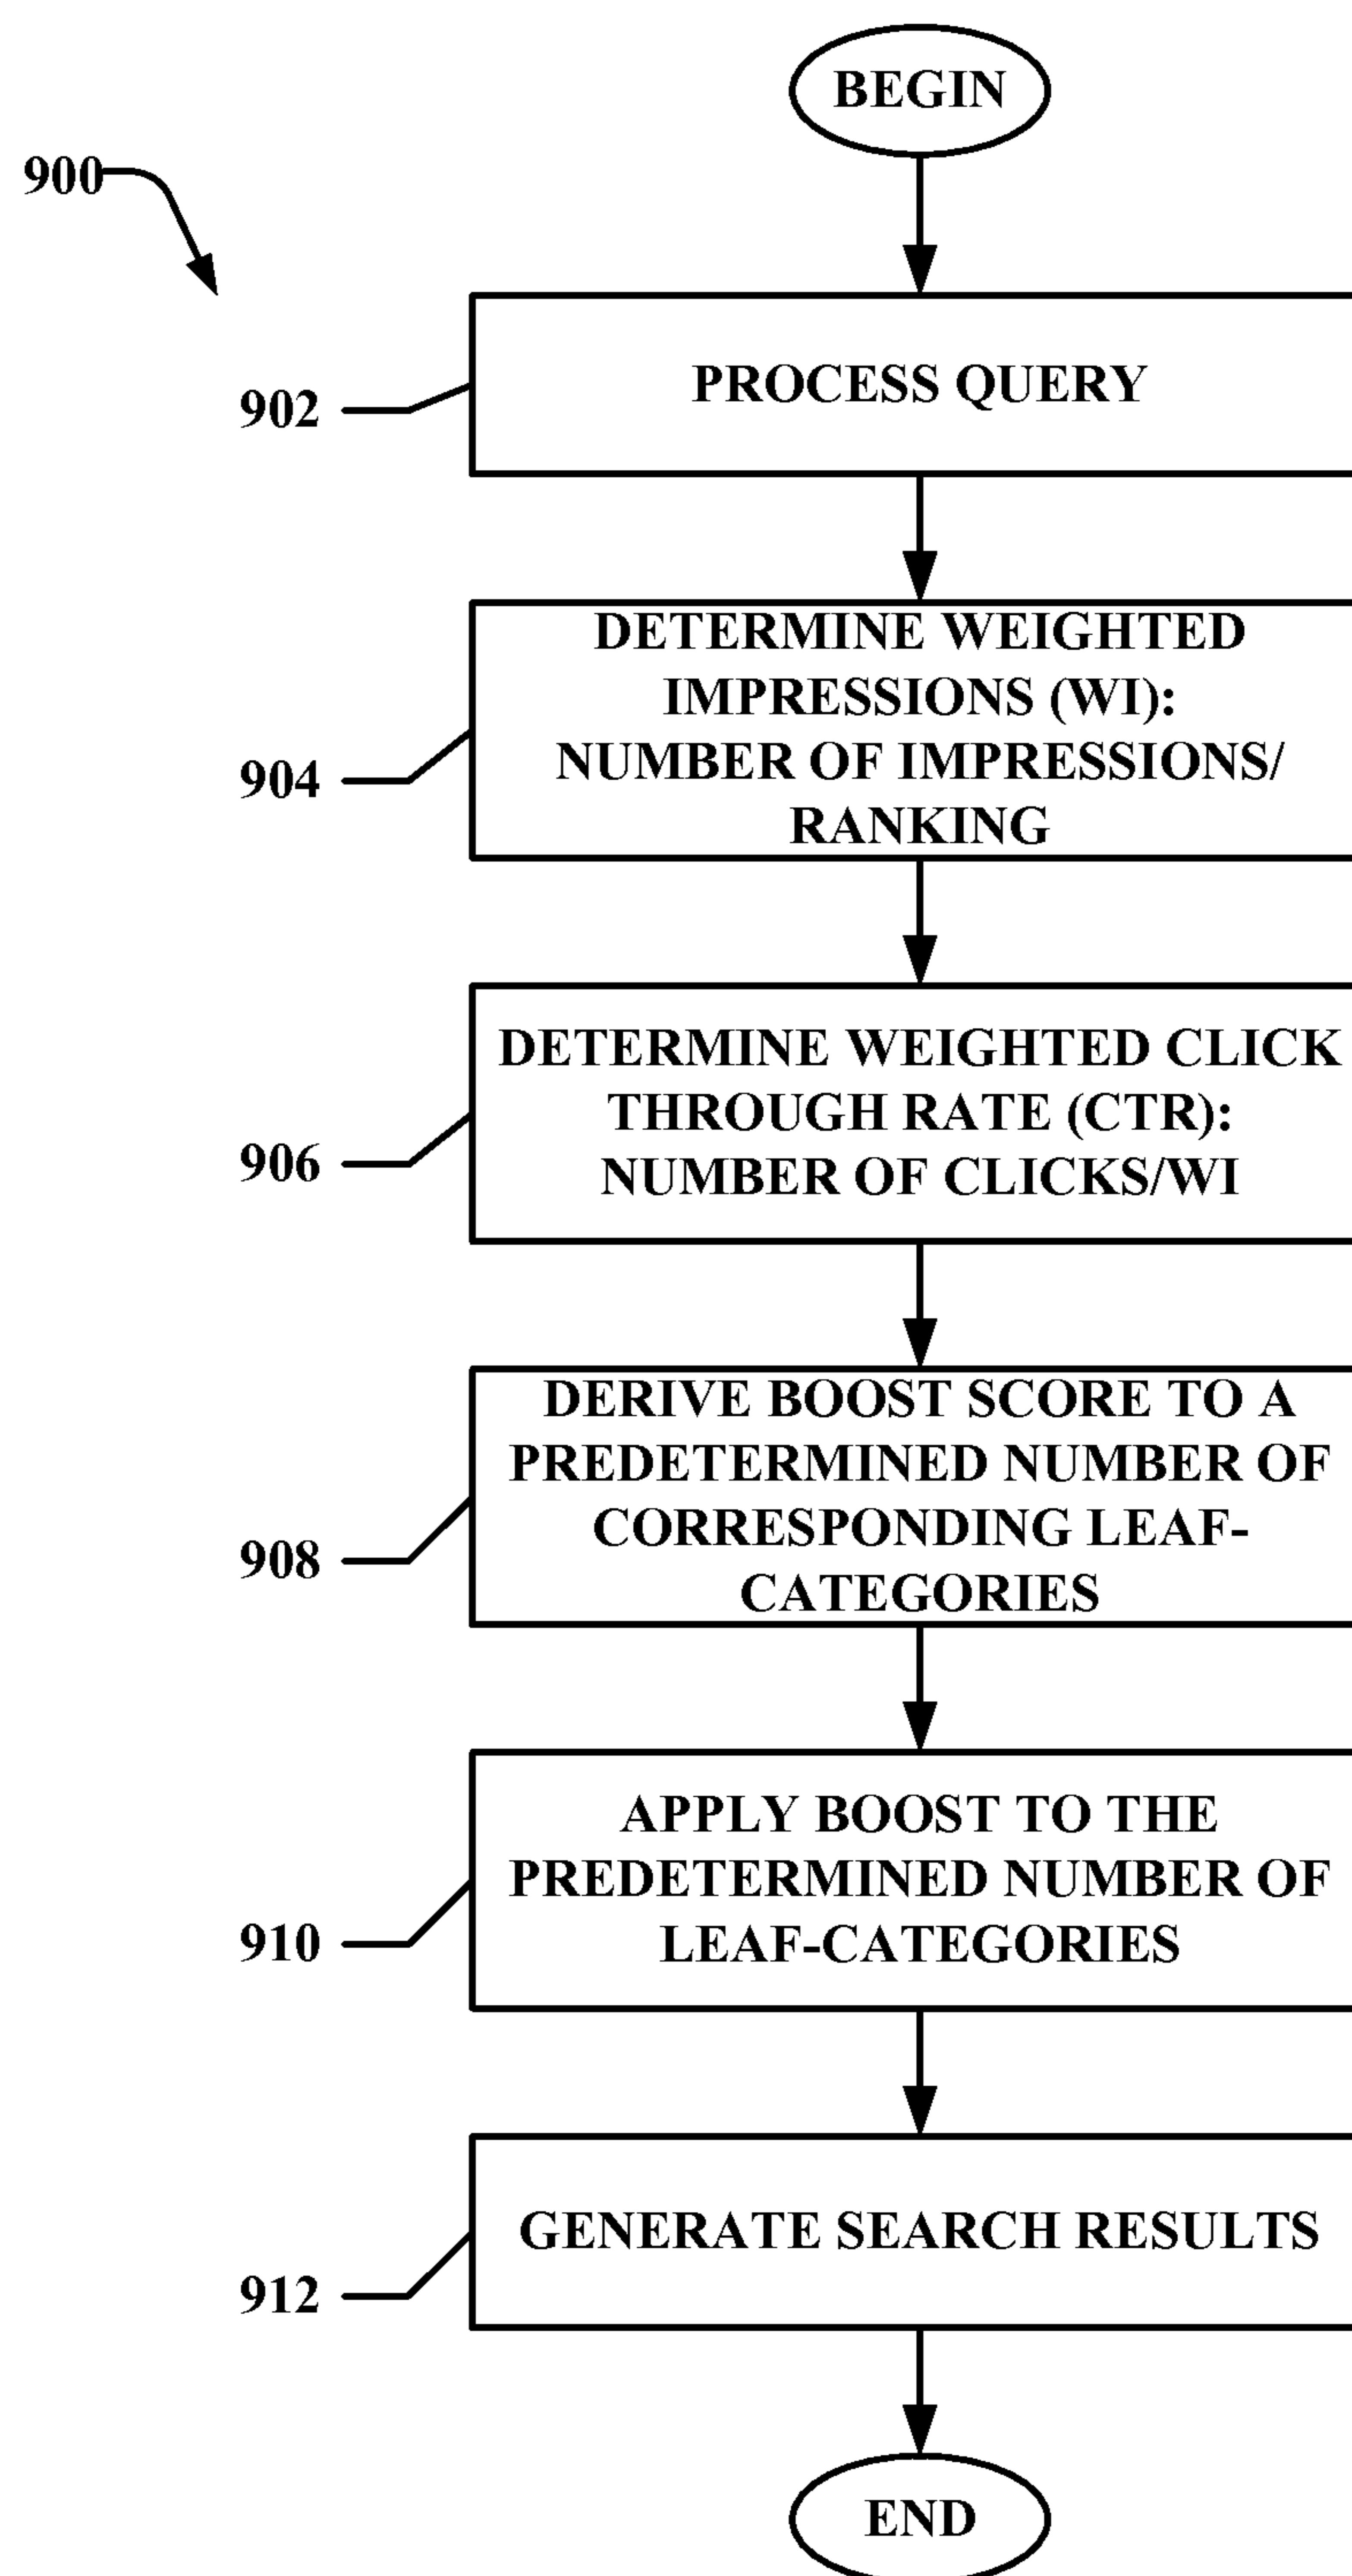 BEGIN
900
PROCESS QUERY
902
DETERMINE WEIGHTED
IMPRESSIONS (WI):
NUMBER OF IMPRESSIONS/
RANKING
904
DETERMINE WEIGHTED CLICK
THROUGH RATE (CTR):
NUMBER OF CLICKS/WI
906
DERIVE BOOST SCORE TO A
PREDETERMINED NUMBER OF
CORRESPONDING LEAF-
CATEGORIES
908
APPLY BOOST TO THE
PREDETERMINED NUMBER OF
LEAF-CATEGORIES
910
GENERATE SEARCH RESULTS
912
END